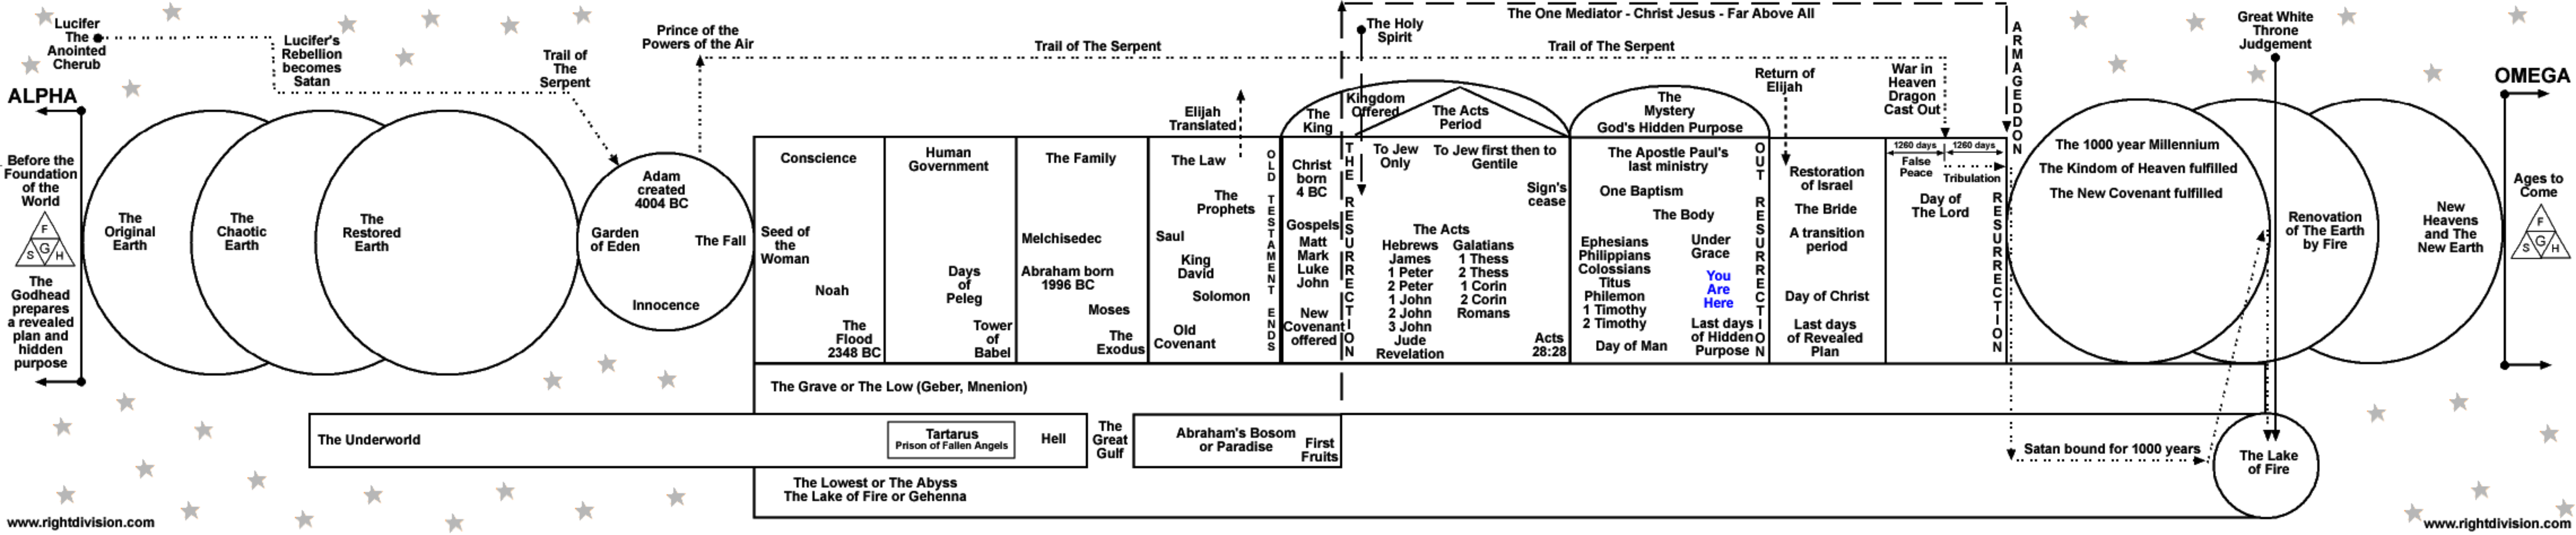 Lucifer
The
Anointed
Cherub
ALPHA
Before the
Foundation
of the
World
F
S G H
The
Godhead
prepares
a revealed
plan and
hidden
purpose
www.rightdivision.com
Lucifer's
Rebellion
becomes
Satan
Trail of
The
Serpent
The
Original
Earth
The
Chaotic
Earth
The
Restored
Earth
Prince of the
Powers of the Air
Adam
created
4004 BC
Garden
of Eden
The Fall
Innocence
Trail of The Serpent
Trail of The Serpent
The One Mediator - Christ Jesus - Far Above All
Conscience
Seed of
the
Woman
Noah
The
Flood
2348 BC
Human
Government
Days
of
Peleg
Tower
of
Babel
The Family
Melchisedec
Abraham born
1996 BC
Moses
The
Exodus
Elijah
Translated
The Law
The
Prophets
Saul
King
David
Solomon
Old
Covenant
OLD TESTAMENT ENDS
The
King
Christ
born
4 BC
Gospels
Matt
Mark
Luke
John
New
Covenant
offered
THE RESURRECTION
The Holy
Spirit
Kingdom
Offered
The Acts
Period
To Jew
Only
To Jew first then to
Gentile
Sign's
cease
The Acts
Hebrews
James
1 Peter
2 Peter
1 John
2 John
3 John
Jude
Revelation
Galatians
1 Thess
2 Thess
1 Corin
2 Corin
Romans
Acts
28:28
The
Mystery
God's Hidden Purpose
The Apostle Paul's
last ministry
One Baptism
The Body
Ephesians
Philippians
Colossians
Titus
Philemon
1 Timothy
2 Timothy
Day of Man
Under
Grace
You
Are
Here
Last days
of Hidden
Purpose
OUT RESURRECTION
Return of
Elijah
Restoration
of Israel
The Bride
A transition
period
Day of Christ
Last days
of Revealed
Plan
War in
Heaven
Dragon
Cast Out
1260 days
1260 days
False
Peace
Tribulation
Day of
The Lord
RESURRECTION
ARMAGEDDON
The 1000 year Millennium
The Kindom of Heaven fulfilled
The New Covenant fulfilled
Great White
Throne
Judgement
Renovation
of The Earth
by Fire
New
Heavens
and The
New Earth
OMEGA
Ages to
Come
F
S G H
The Grave or The Low (Geber, Mnenion)
The Underworld
Tartarus
Prison of Fallen Angels
Hell
The
Great
Gulf
Abraham's Bosom
or Paradise
First
Fruits
The Lowest or The Abyss
The Lake of Fire or Gehenna
Satan bound for 1000 years
The Lake
of Fire
www.rightdivision.com